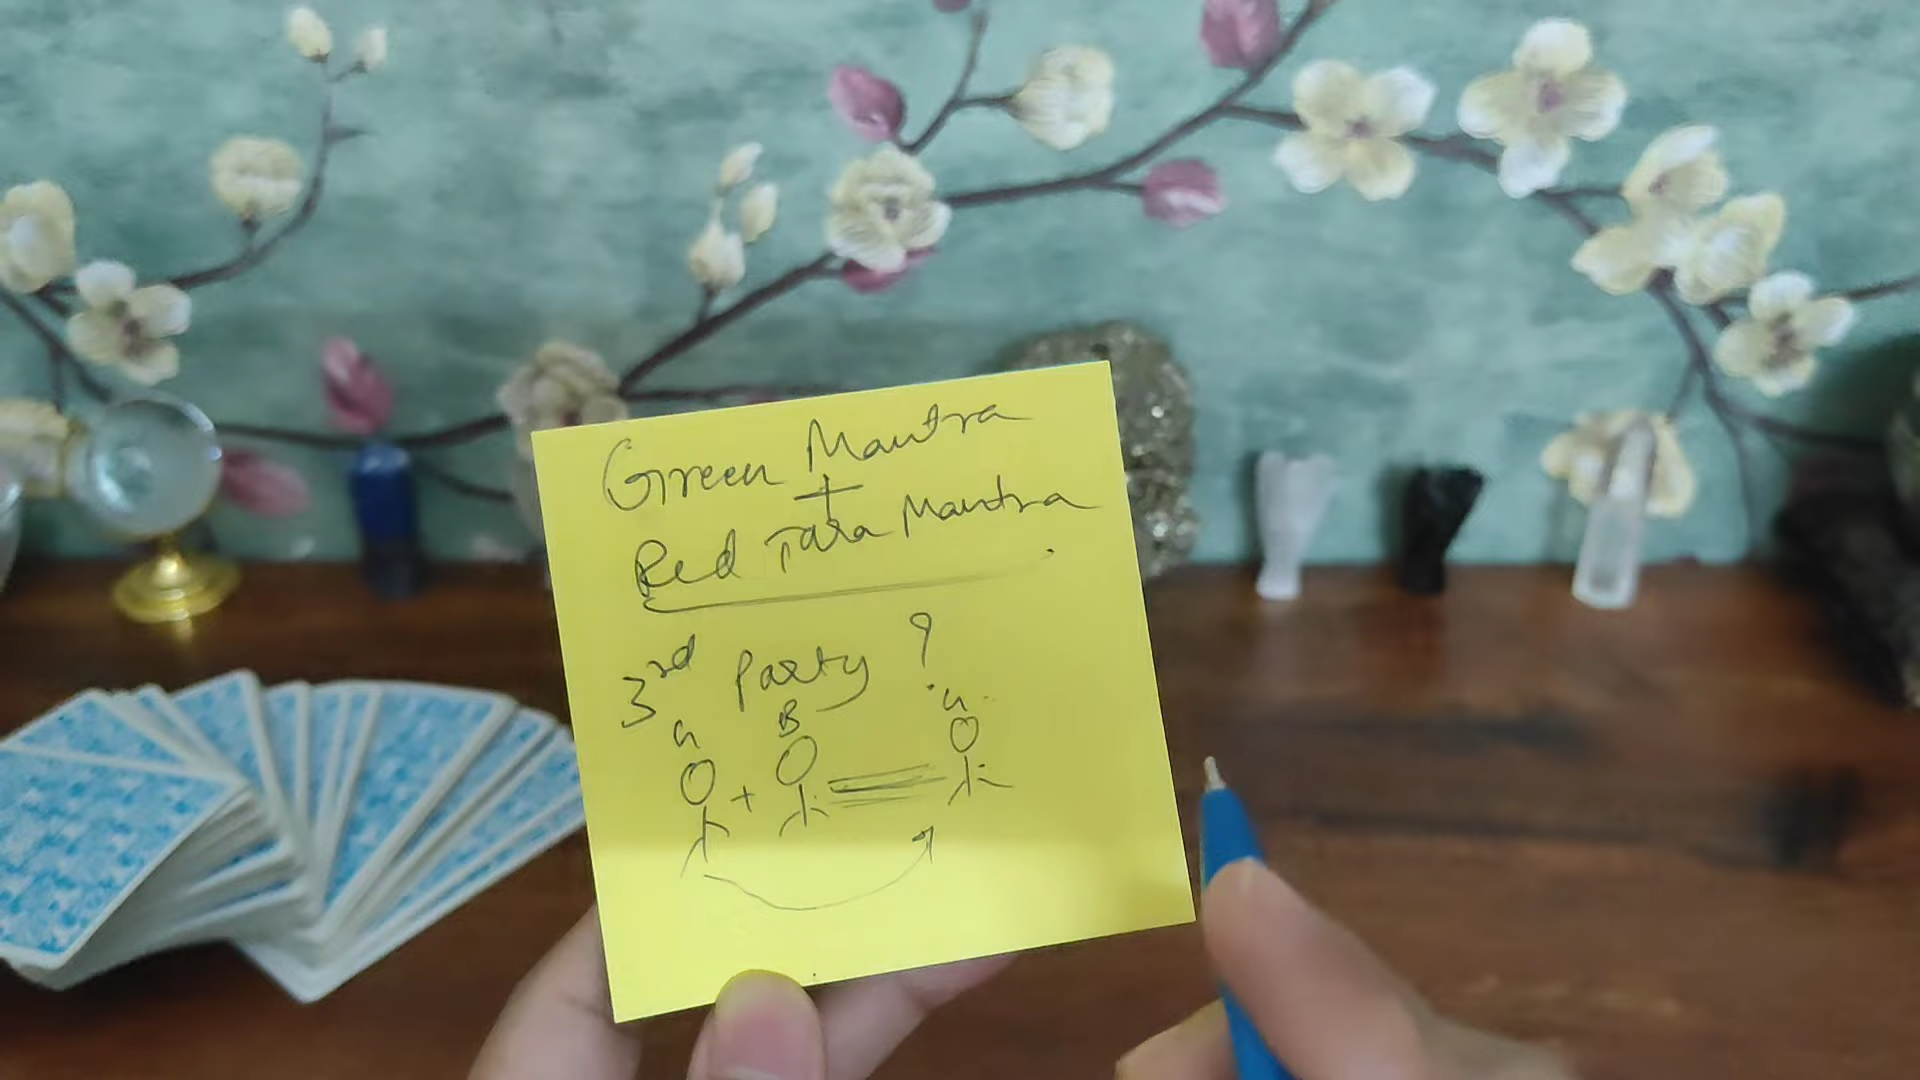 Green Mantra
+
Red Tara Mantra
3rd Party ?
B
+